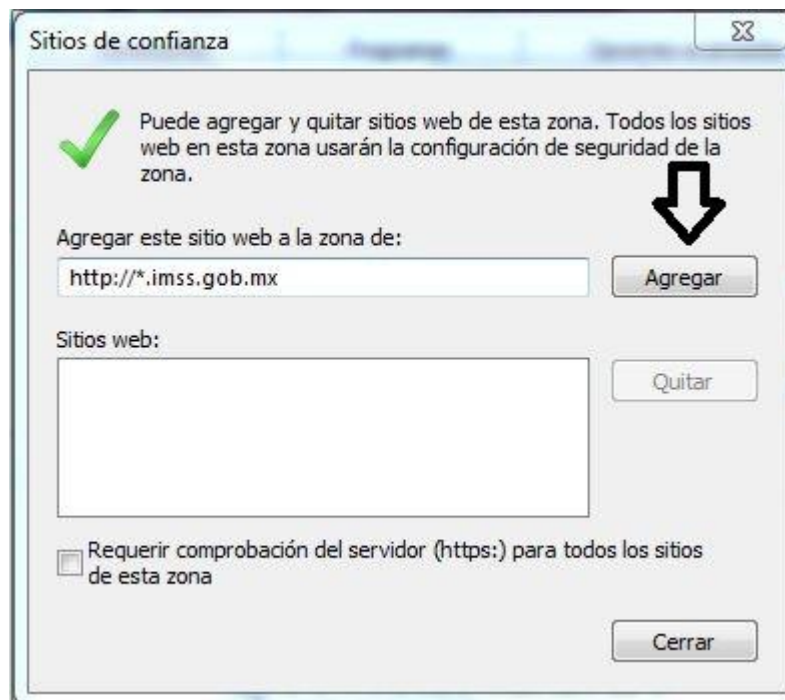 Sitios de confianza
Puede agregar y quitar sitios web de esta zona. Todos los sitios
web en esta zona usarán la configuración de seguridad de la
zona.
Agregar este sitio web a la zona de:
http://*.imss.gob.mx
Agregar
Sitios web:
Quitar
Requerir comprobación del servidor (https:) para todos los sitios
de esta zona
Cerrar